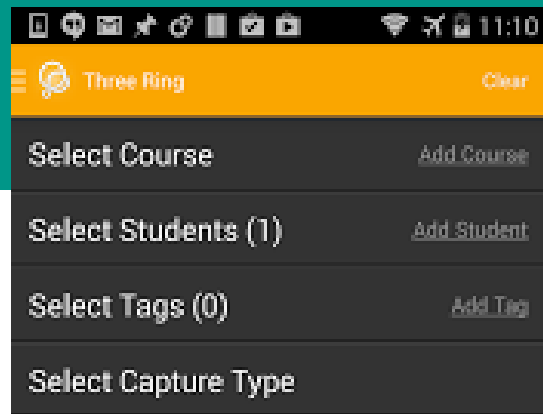 11:10
Three Ring Clear
Select Course Add Course
Select Students (1) Add Student
Select Tags (0) Add Tag
Select Capture Type